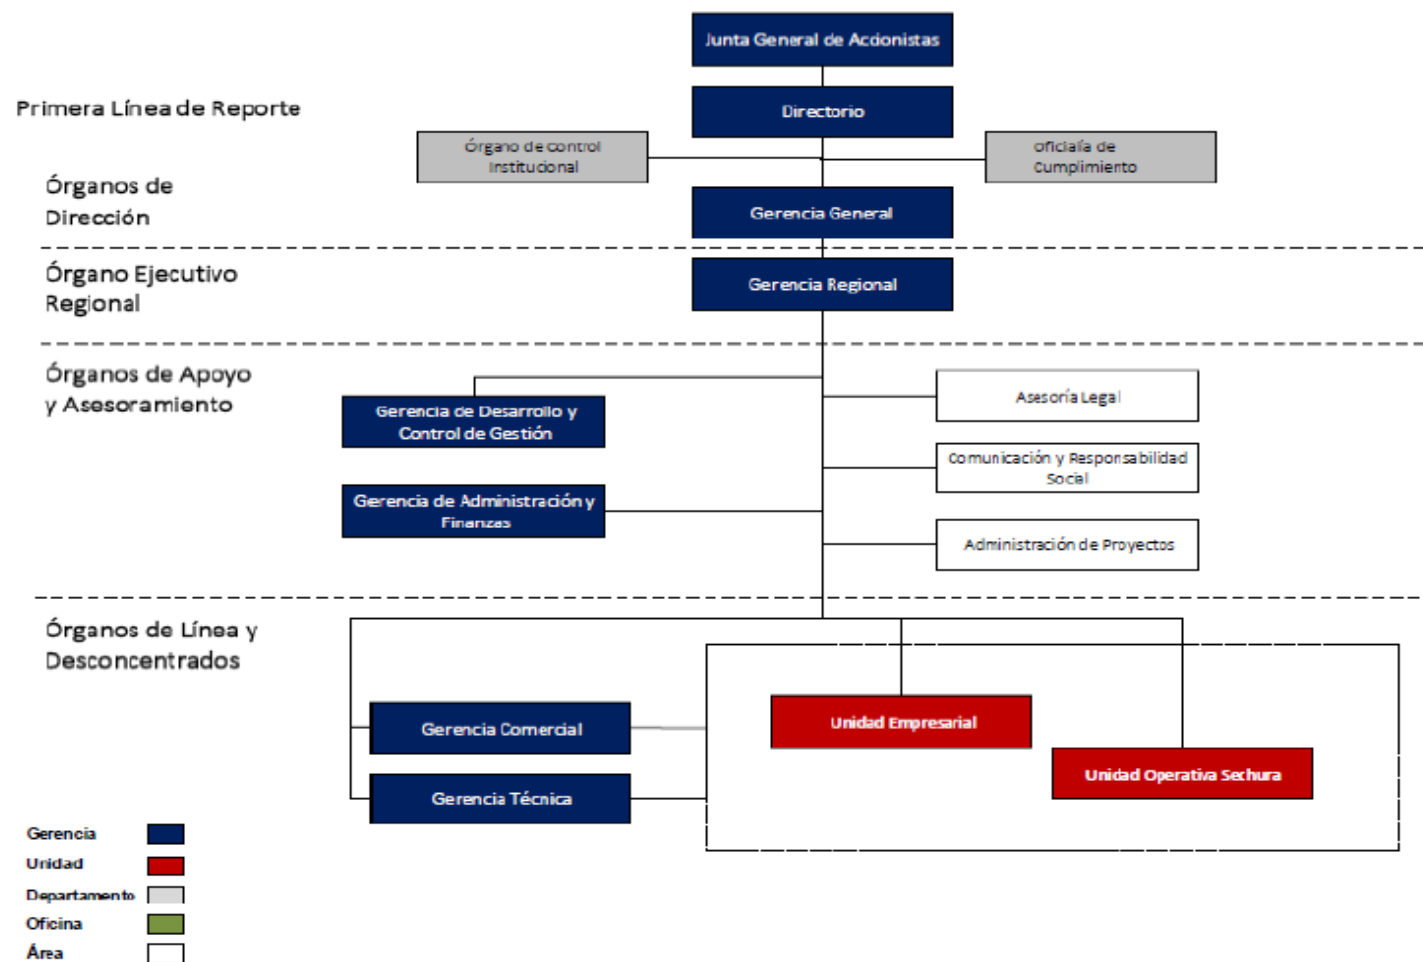 Junta General de Accionistas
Primera Línea de Reporte
Directorio
Órgano de Control
Institucional
Oficialía de
Cumplimiento
Órganos de
Dirección
Gerencia General
Órgano Ejecutivo
Regional
Gerencia Regional
Órganos de Apoyo
y Asesoramiento
Gerencia de Desarrollo y
Control de Gestión
Asesoría Legal
Comunicación y Responsabilidad
Social
Gerencia de Administración y
Finanzas
Administración de Proyectos
Órganos de Línea y
Desconcentrados
Gerencia Comercial
Unidad Empresarial
Unidad Operativa Sechura
Gerencia Técnica
Gerencia
Unidad
Departamento
Oficina
Área